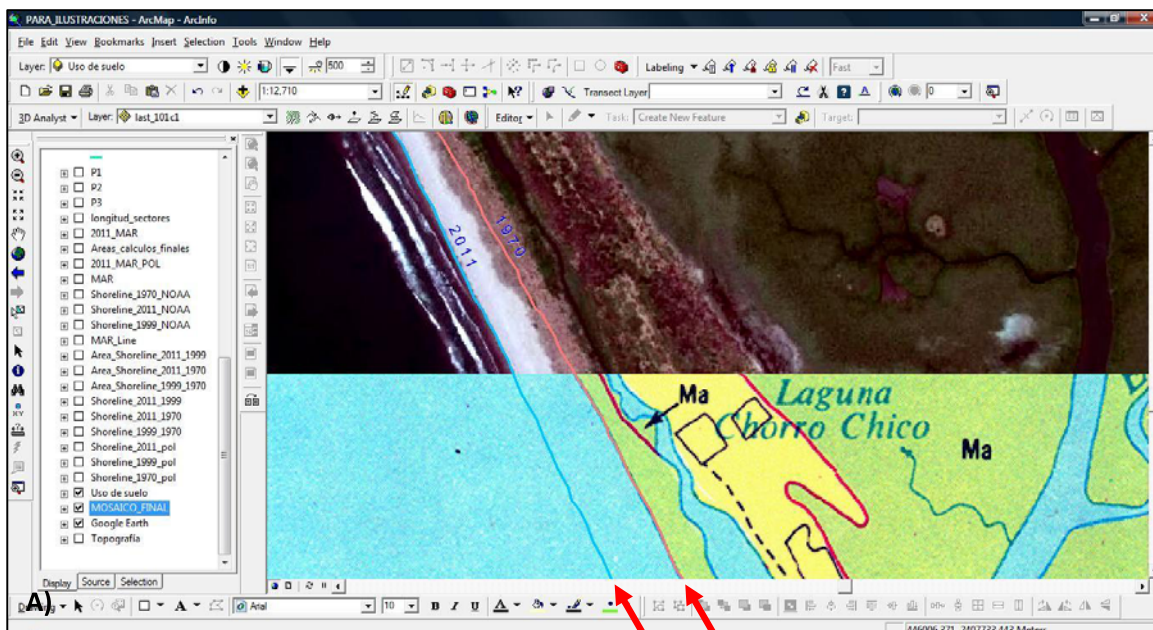 PARA_ILUSTRACIONES - ArcMap - ArcInfo
File Edit View Bookmarks Insert Selection Tools Window Help
Layer: Uso de suelo 500 Labeling Fast
1:12,710 Transect Layer 0
3D Analyst Layer: last_101c1 Editor Task: Create New Feature Target:
P1
P2
P3
longitud_sectores
2011_MAR
Areas_calculos_finales
2011_MAR_POL
MAR
Shoreline_1970_NOAA
Shoreline_2011_NOAA
Shoreline_1999_NOAA
MAR_Line
Area_Shoreline_2011_1999
Area_Shoreline_2011_1970
Area_Shoreline_1999_1970
Shoreline_2011_1999
Shoreline_2011_1970
Shoreline_1999_1970
Shoreline_2011_pol
Shoreline_1999_pol
Shoreline_1970_pol
Uso de suelo
MOSAICO_FINAL
Google Earth
Topografía
Display Source Selection
2011
1970
Ma
Laguna
Chorro Chico
Ma
A)
Arial 10 B I U A